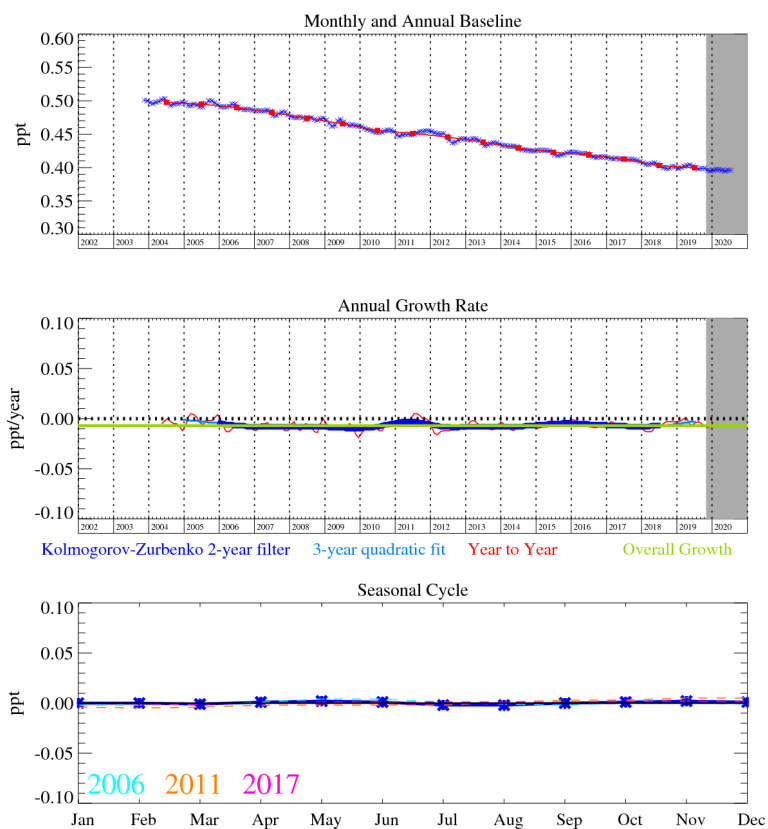 Monthly and Annual Baseline
0.60
0.55
0.50
0.45
0.40
0.35
0.30
ppt
2002 2003 2004 2005 2006 2007 2008 2009 2010 2011 2012 2013 2014 2015 2016 2017 2018 2019 2020
Annual Growth Rate
0.10
0.05
0.00
-0.05
-0.10
ppt/year
2002 2003 2004 2005 2006 2007 2008 2009 2010 2011 2012 2013 2014 2015 2016 2017 2018 2019 2020
Kolmogorov-Zurbenko 2-year filter 3-year quadratic fit Year to Year Overall Growth
Seasonal Cycle
0.10
0.05
0.00
-0.05
-0.10
ppt
2006 2011 2017
Jan Feb Mar Apr May Jun Jul Aug Sep Oct Nov Dec